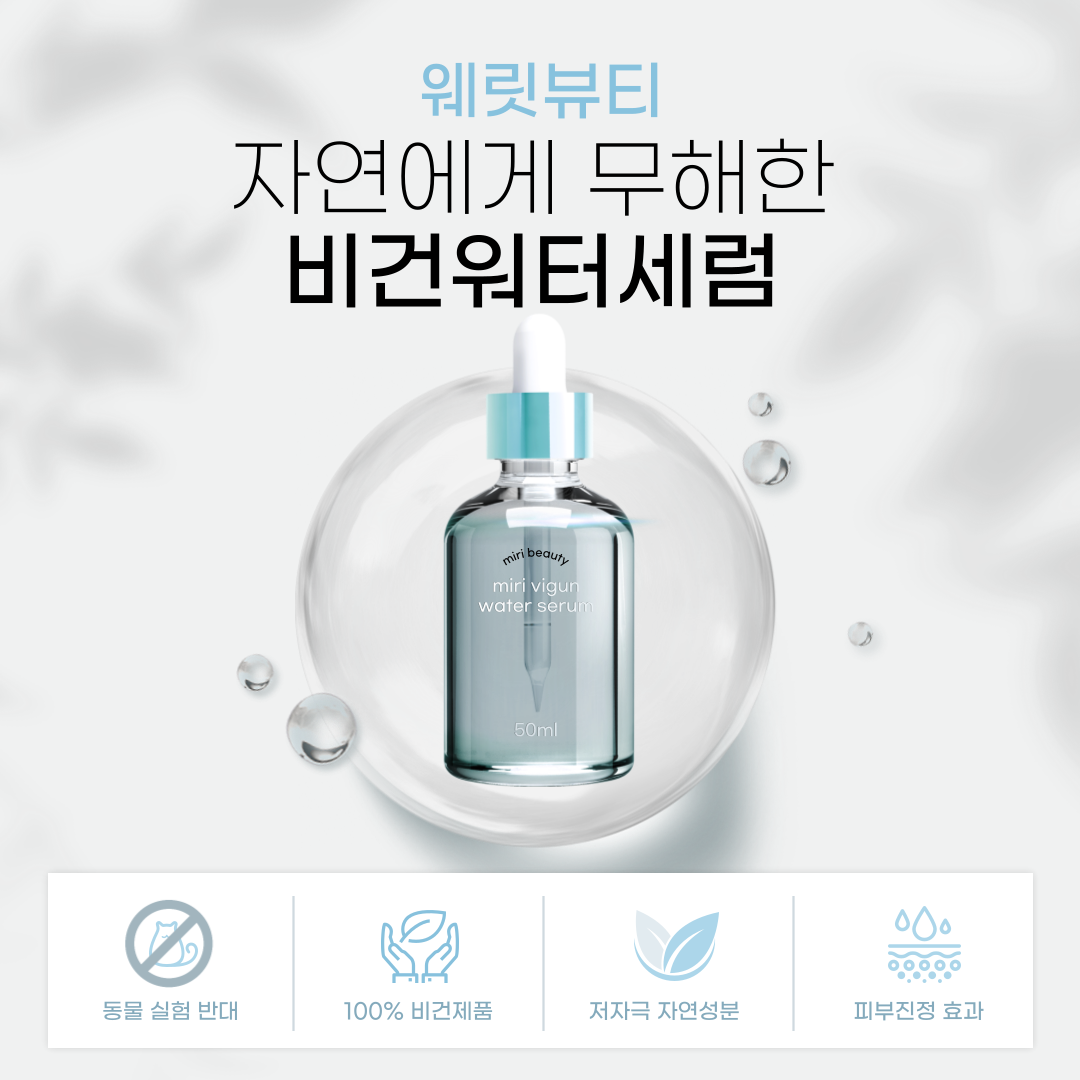 웨릿뷰티
자연에게 무해한
비건워터세럼
miri beauty
miri vigun
water serum
50ml
동물 실험 반대
100% 비건제품
저자극 자연성분
피부진정 효과